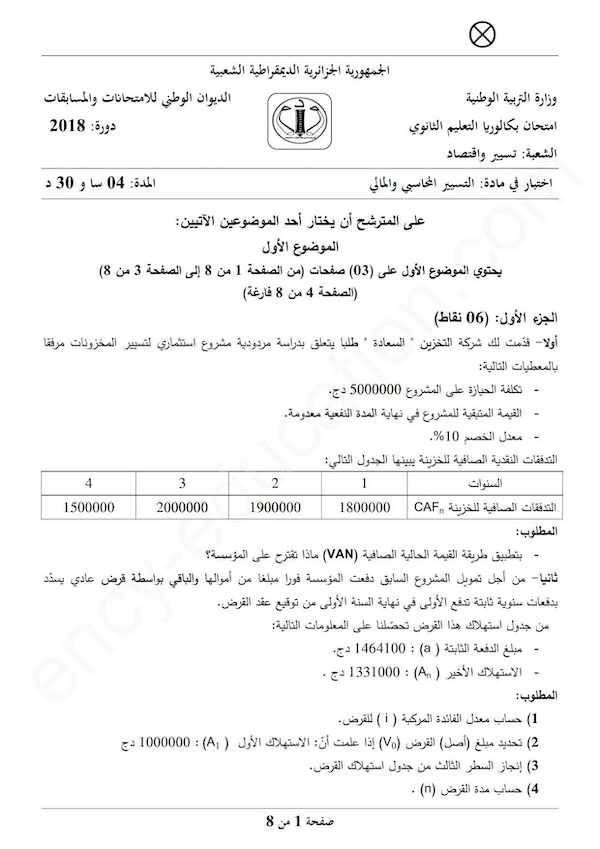 الجمهورية الجزائرية الديمقراطية الشعبية
وزارة التربية الوطنية الديوان الوطني للامتحانات والمسابقات
امتحان بكالوريا التعليم الثانوي دورة: 2018
الشعبة: تسيير واقتصاد
اختبار في مادة: التسيير المحاسبي والمالي المدة: 04 سا و 30 د
على المترشح أن يختار أحد الموضوعين الآتيين:
الموضوع الأول
يحتوي الموضوع الأول على (03) صفحات (من الصفحة 1 من 8 إلى الصفحة 3 من 8)
(الصفحة 4 من 8 فارغة)
الجزء الأول: (06 نقاط)
أولا- قدّمت لك شركة التخزين " السعادة " طلبا يتعلق بدراسة مردودية مشروع استثماري لتسيير المخزونات مرفقا
بالمعطيات التالية:
- تكلفة الحيازة على المشروع 5000000 دج.
- القيمة المتبقية للمشروع في نهاية المدة النفعية معدومة.
- معدل الخصم 10%.
التدفقات النقدية الصافية للخزينة يبينها الجدول التالي:
السنوات 1 2 3 4
التدفقات الصافية للخزينة CAFn 1800000 1900000 2000000 1500000
المطلوب:
- بتطبيق طريقة القيمة الحالية الصافية (VAN) ماذا تقترح على المؤسسة؟
ثانيا- من أجل تمويل المشروع السابق دفعت المؤسسة فورا مبلغا من أموالها والباقي بواسطة قرض عادي يسدّد
بدفعات سنوية ثابتة تدفع الأولى في نهاية السنة الأولى من توقيع عقد القرض.
من جدول استهلاك هذا القرض تحصّلنا على المعلومات التالية:
- مبلغ الدفعة الثابتة ( a) : 1464100 دج.
- الاستهلاك الأخير (An ) : 1331000 دج .
المطلوب:
1) حساب معدل الفائدة المركبة ( i ) للقرض.
2) تحديد مبلغ (أصل) القرض (V0) إذا علمت أنّ: الاستهلاك الأول ( A1) : 1000000 دج
3) إنجاز السطر الثالث من جدول استهلاك القرض.
4) حساب مدة القرض (n) .
صفحة 1 من 8
ency-education.com